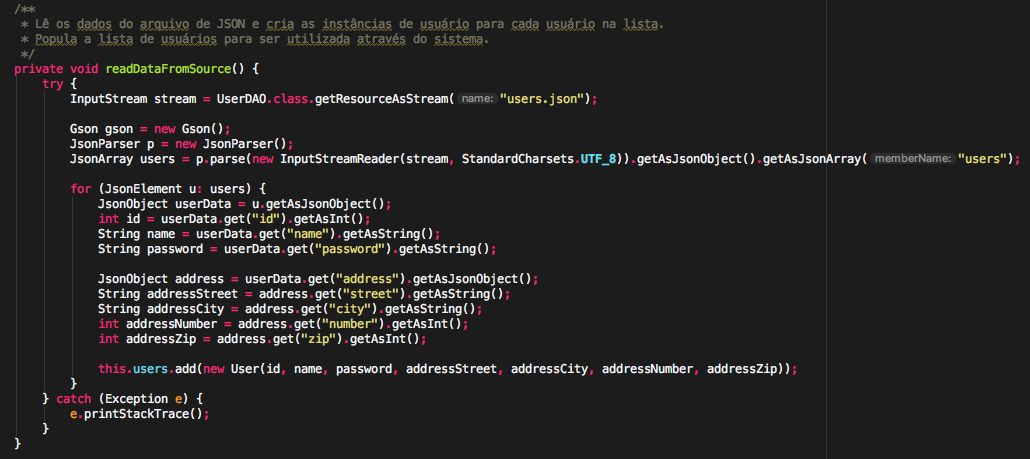 /**
* Lê os dados do arquivo de JSON e cria as instâncias de usuário para cada usuário na lista.
* Popula a lista de usuários para ser utilizada através do sistema.
*/
private void readDataFromSource() {
try {
InputStream stream = UserDAO.class.getResourceAsStream( name: "users.json");
Gson gson = new Gson();
JsonParser p = new JsonParser();
JsonArray users = p.parse(new InputStreamReader(stream, StandardCharsets.UTF_8)).getAsJsonObject().getAsJsonArray( memberName: "users");
for (JsonElement u: users) {
JsonObject userData = u.getAsJsonObject();
int id = userData.get("id").getAsInt();
String name = userData.get("name").getAsString();
String password = userData.get("password").getAsString();
JsonObject address = userData.get("address").getAsJsonObject();
String addressStreet = address.get("street").getAsString();
String addressCity = address.get("city").getAsString();
int addressNumber = address.get("number").getAsInt();
int addressZip = address.get("zip").getAsInt();
this.users.add(new User(id, name, password, addressStreet, addressCity, addressNumber, addressZip));
}
} catch (Exception e) {
e.printStackTrace();
}
}